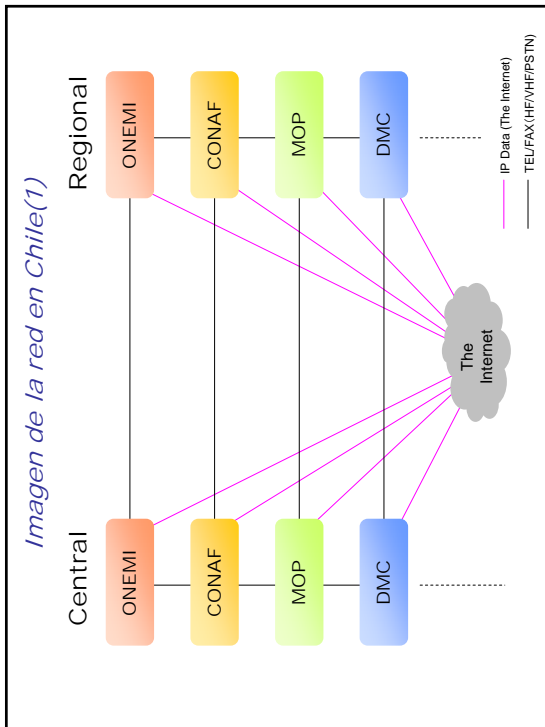 Imagen de la red en Chile(1)
Central
Regional
ONEMI
ONEMI
CONAF
CONAF
MOP
MOP
DMC
DMC
The
Internet
IP Data (The Internet)
TEL/FAX(HF/VHF/PSTN)